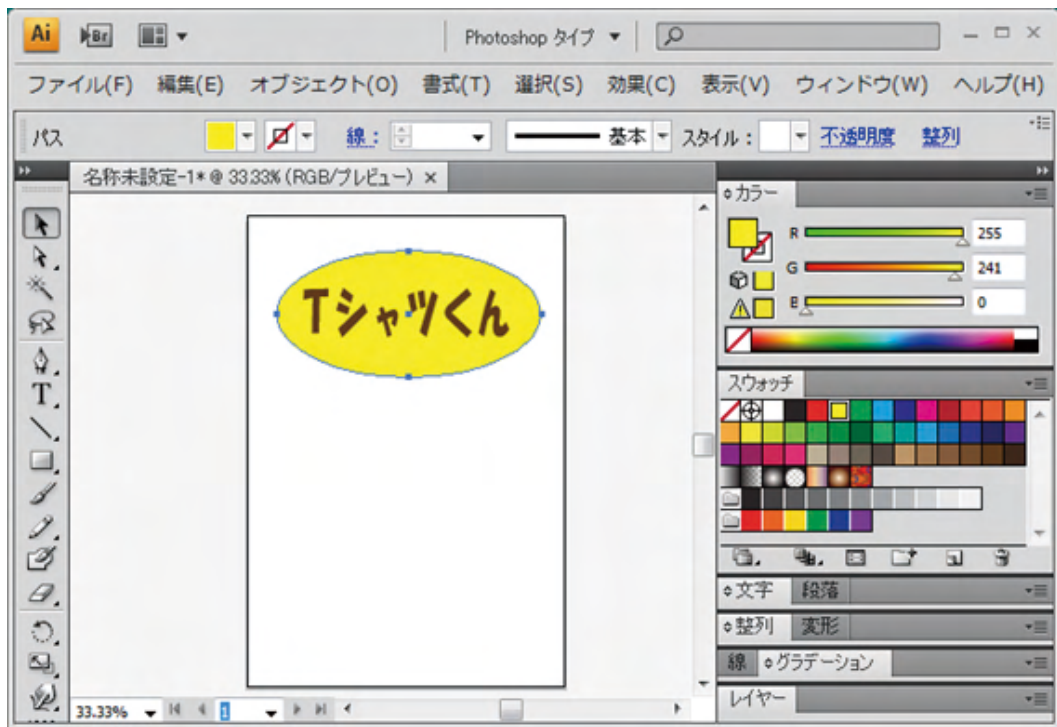 Ai Br Photoshop タイプ
ファイル(F) 編集(E) オブジェクト(O) 書式(T) 選択(S) 効果(C) 表示(V) ウィンドウ(W) ヘルプ(H)
パス 線: 基本 スタイル: 不透明度 整列
名称未設定-1* @ 33.33% (RGB/プレビュー) ×
Tシャツくん
カラー
R 255
G 241
B 0
スウォッチ
文字 段落
整列 変形
線 グラデーション
レイヤー
33.33% 1